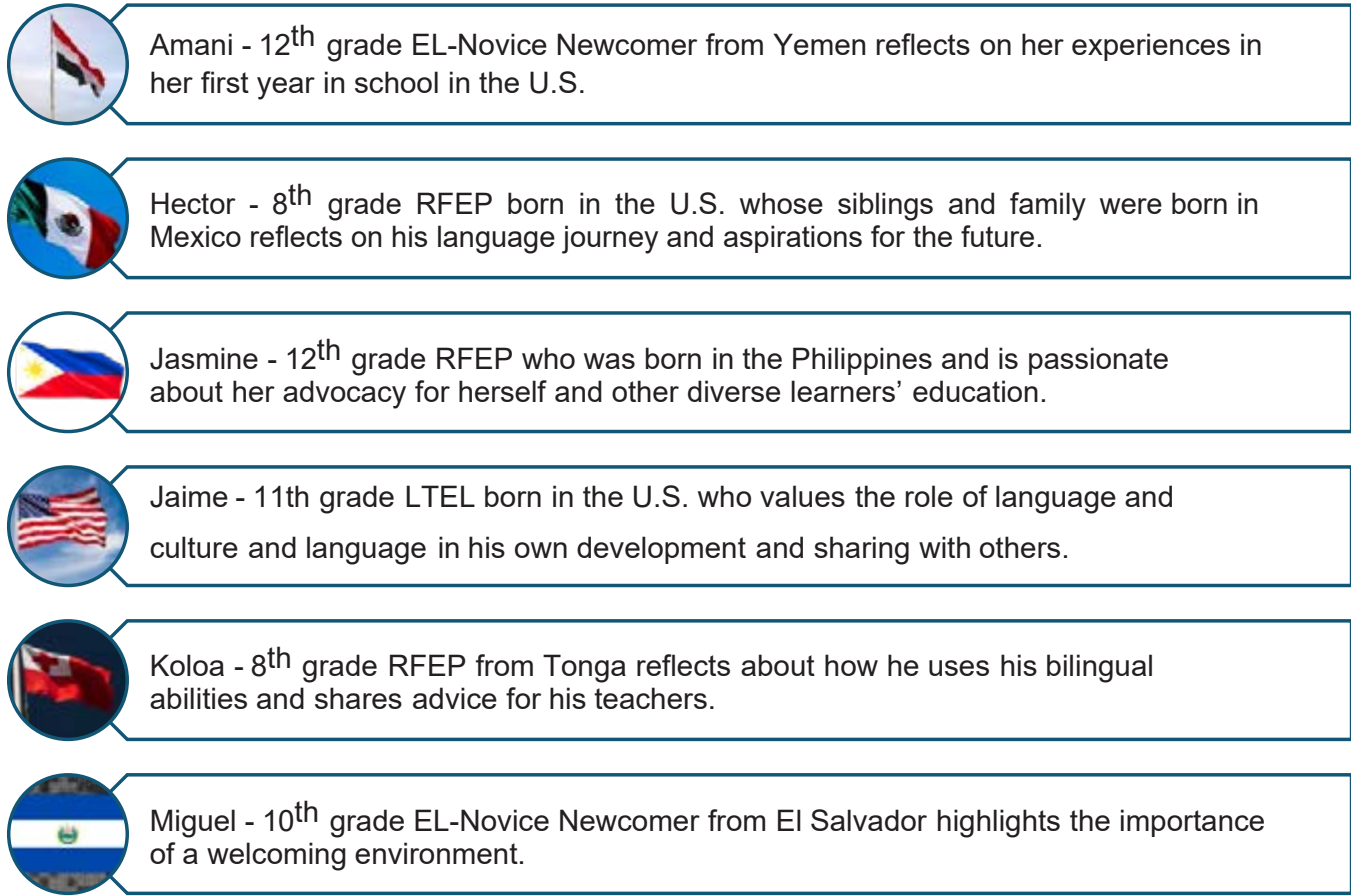 Amani - 12th grade EL-Novice Newcomer from Yemen reflects on her experiences in
her first year in school in the U.S.
Hector - 8th grade RFEP born in the U.S. whose siblings and family were born in
Mexico reflects on his language journey and aspirations for the future.
Jasmine - 12th grade RFEP who was born in the Philippines and is passionate
about her advocacy for herself and other diverse learners’ education.
Jaime - 11th grade LTEL born in the U.S. who values the role of language and
culture and language in his own development and sharing with others.
Koloa - 8th grade RFEP from Tonga reflects about how he uses his bilingual
abilities and shares advice for his teachers.
Miguel - 10th grade EL-Novice Newcomer from El Salvador highlights the importance
of a welcoming environment.